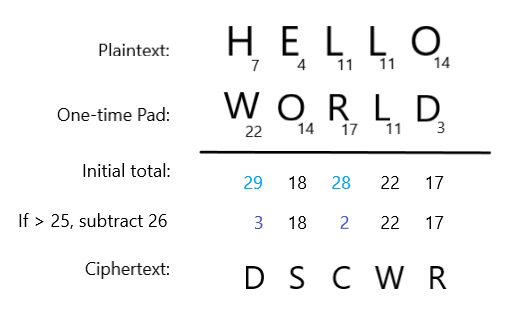 Plaintext: H 7 E 4 L 11 L 11 O 14
One-time Pad: W 22 O 14 R 17 L 11 D 3
Initial total: 29 18 28 22 17
If > 25, subtract 26 3 18 2 22 17
Ciphertext: D S C W R